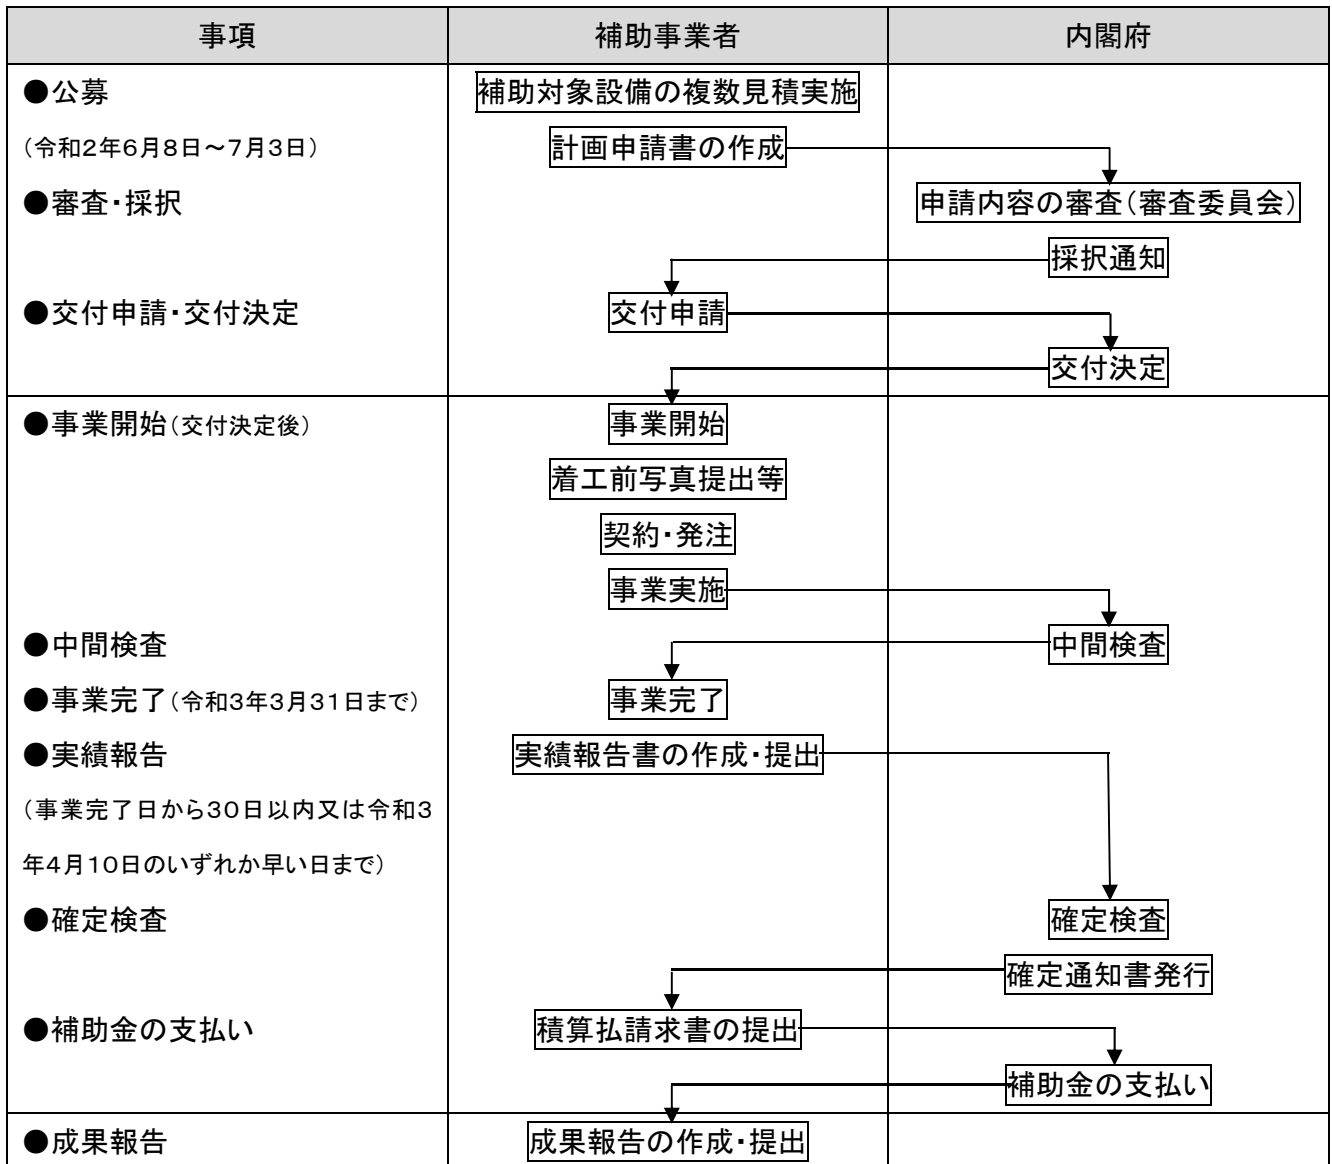 事項 補助事業者 内閣府
●公募 補助対象設備の複数見積実施
（令和２年６月８日～７月３日） 計画申請書の作成
●審査・採択 申請内容の審査（審査委員会）
採択通知
●交付申請・交付決定 交付申請
交付決定
●事業開始（交付決定後） 事業開始
着工前写真提出等
契約・発注
事業実施
●中間検査 中間検査
●事業完了（令和３年３月３１日まで） 事業完了
●実績報告 実績報告書の作成・提出
（事業完了日から３０日以内又は令和３
年４月１０日のいずれか早い日まで）
●確定検査 確定検査
確定通知書発行
●補助金の支払い 積算払請求書の提出
補助金の支払い
●成果報告 成果報告の作成・提出